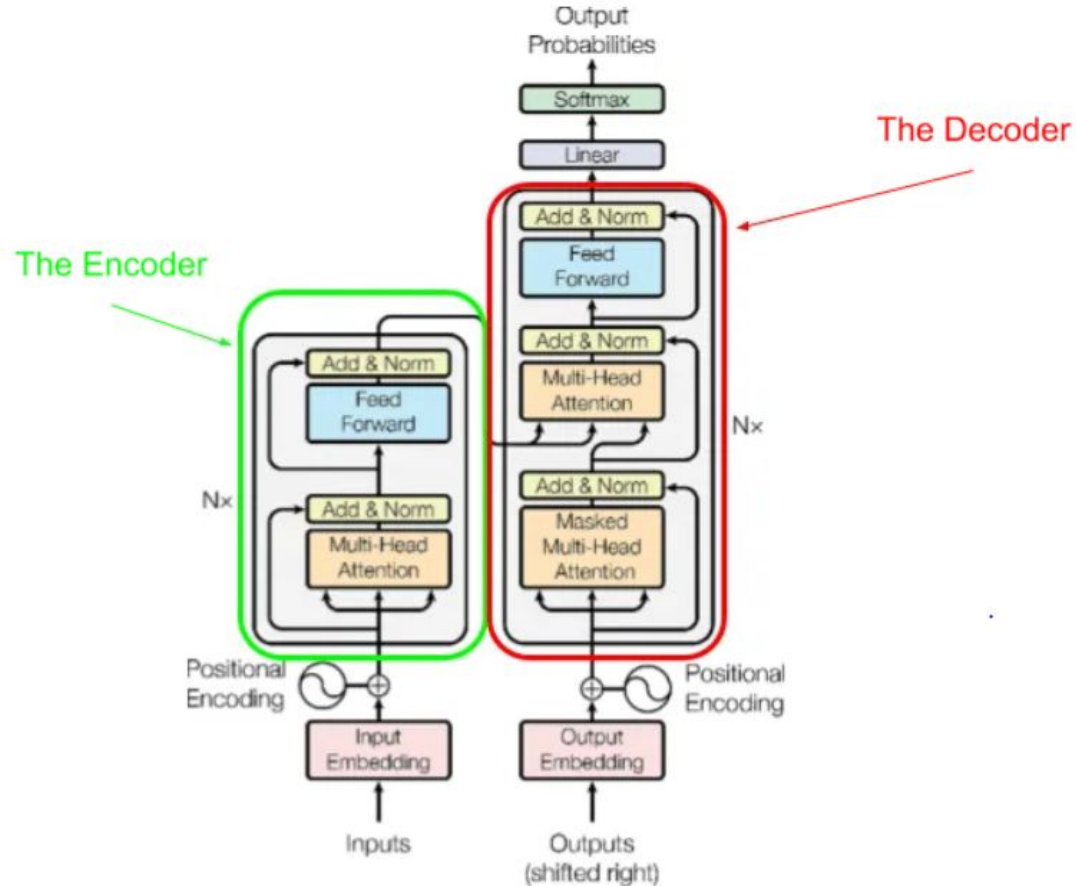 Output
Probabilities
Softmax
Linear
The Decoder
Add & Norm
Feed
Forward
The Encoder
Add & Norm
Multi-Head
Attention
Nx
Add & Norm
Feed
Forward
Nx
Add & Norm
Multi-Head
Attention
Add & Norm
Masked
Multi-Head
Attention
Positional
Encoding
Positional
Encoding
Input
Embedding
Output
Embedding
Inputs
Outputs
(shifted right)